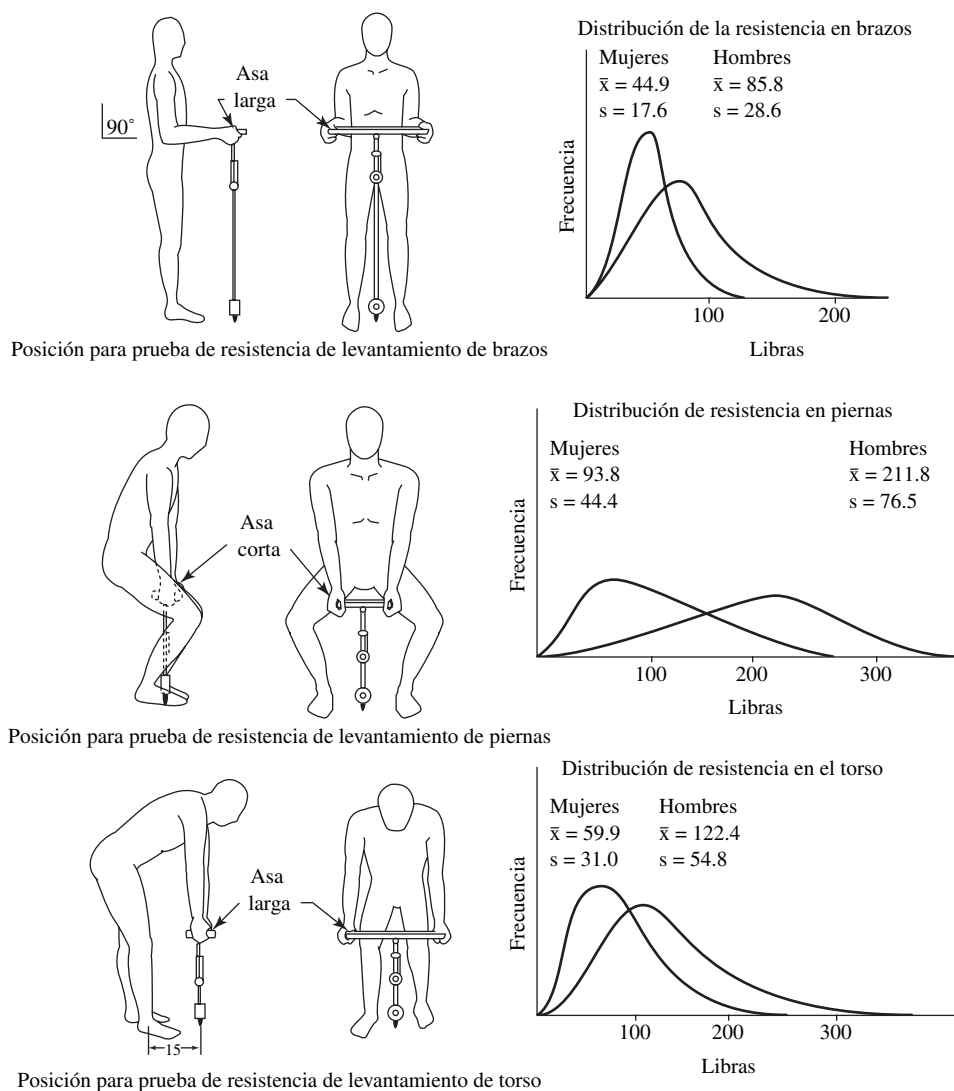 Distribución de la resistencia en brazos
Mujeres Hombres
x̄ = 44.9 x̄ = 85.8
s = 17.6 s = 28.6
Asa
larga
90°
Frecuencia
100 200
Libras
Posición para prueba de resistencia de levantamiento de brazos
Distribución de resistencia en piernas
Mujeres Hombres
x̄ = 93.8 x̄ = 211.8
s = 44.4 s = 76.5
Asa
corta
Frecuencia
100 200 300
Libras
Posición para prueba de resistencia de levantamiento de piernas
Distribución de resistencia en el torso
Mujeres Hombres
x̄ = 59.9 x̄ = 122.4
s = 31.0 s = 54.8
Asa
larga
Frecuencia
15
100 200 300
Libras
Posición para prueba de resistencia de levantamiento de torso